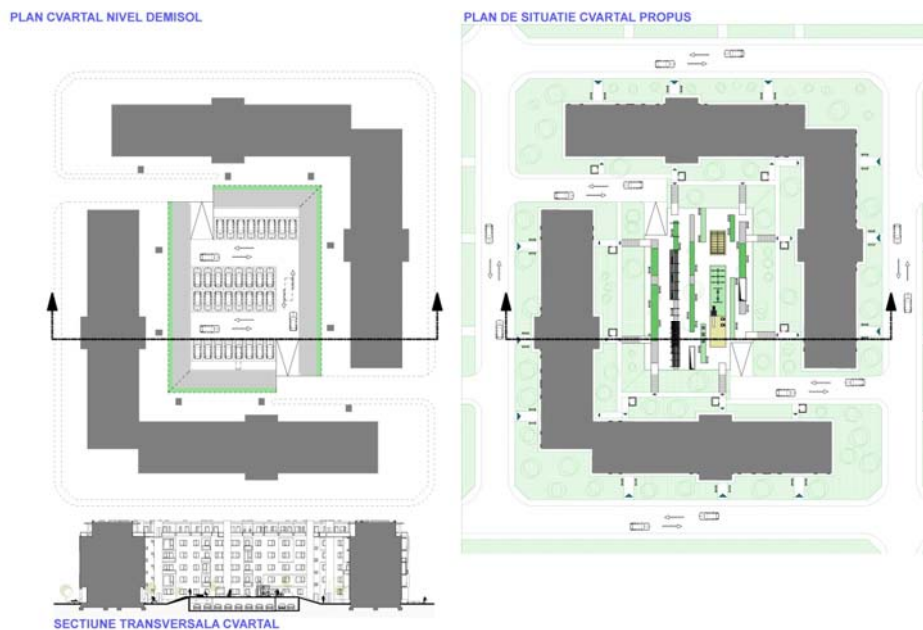 PLAN CVARTAL NIVEL DEMISOL
PLAN DE SITUATIE CVARTAL PROPUS
SECTIUNE TRANSVERSALA CVARTAL